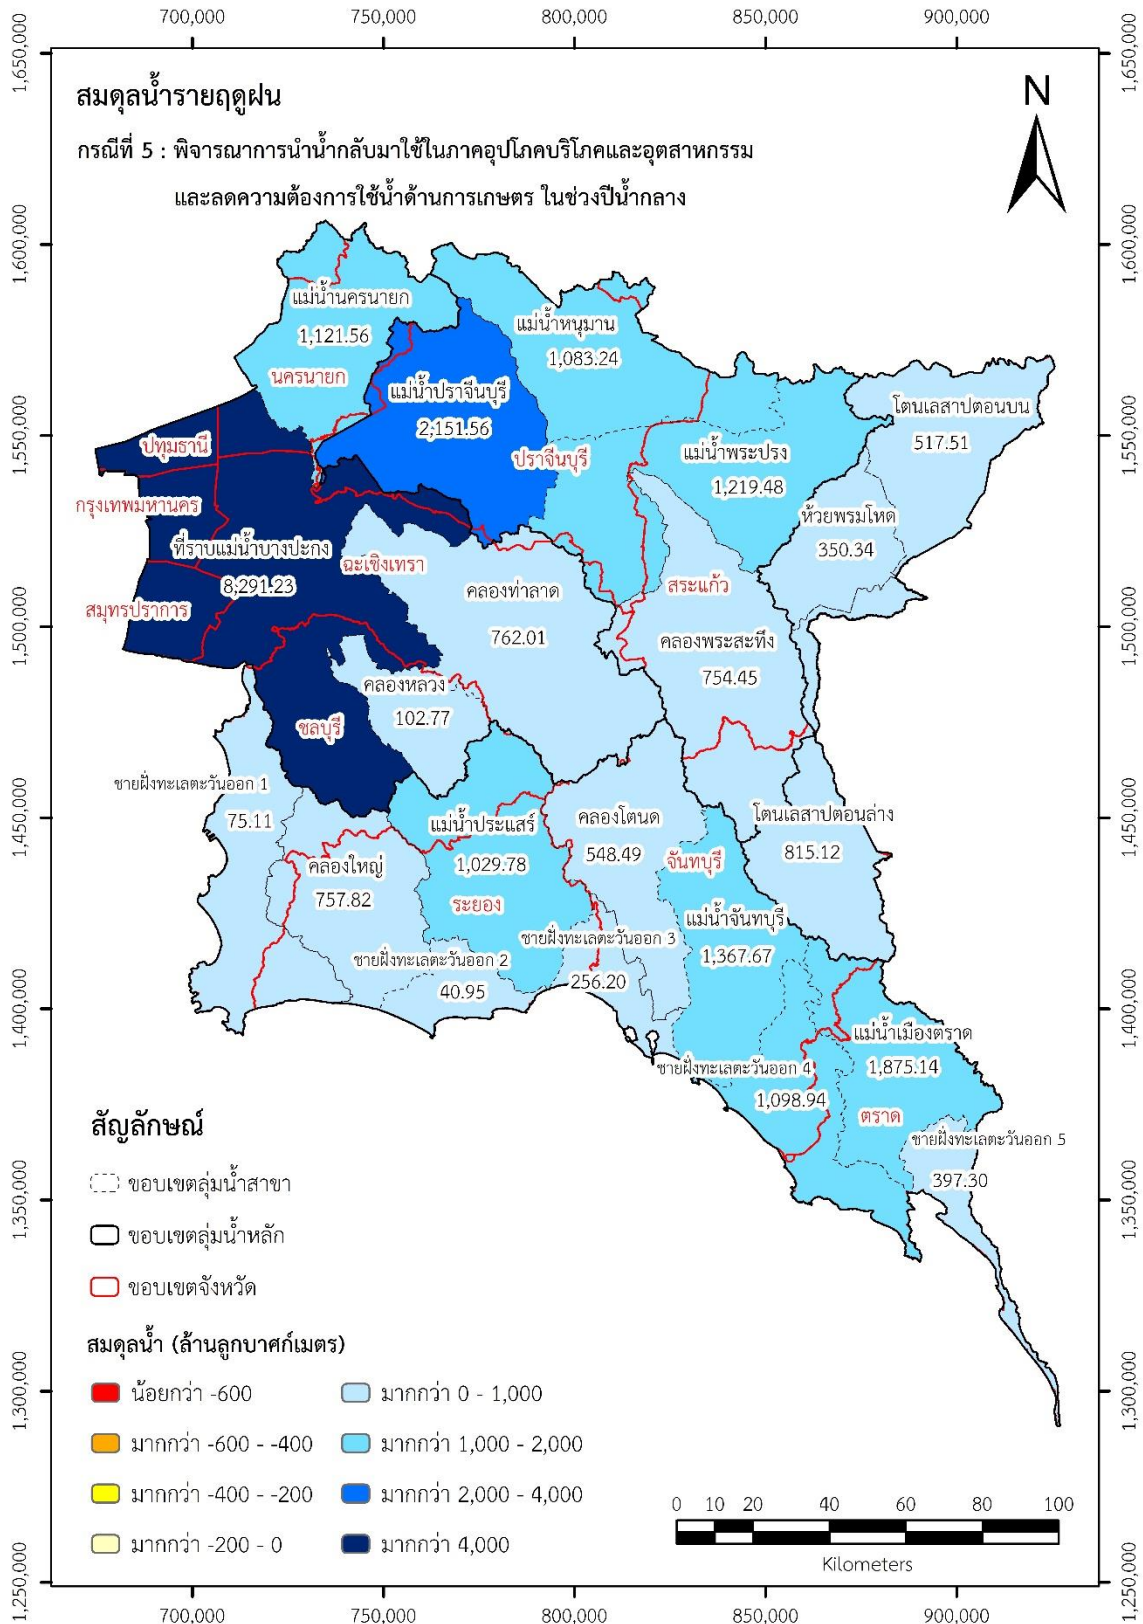 700,000 750,000 800,000 850,000 900,000
1,650,000 1,650,000
สมดุลน้ำรายฤดูฝน
N
กรณีที่ 5 : พิจารณาการนำน้ำกลับมาใช้ในภาคอุปโภคบริโภคและอุตสาหกรรม
และลดความต้องการใช้น้ำด้านการเกษตร ในช่วงปีน้ำกลาง
1,600,000 1,600,000
แม่น้ำนครนายก
1,121.56
นครนายก
แม่น้ำหนุมาน
1,083.24
แม่น้ำปราจีนบุรี
2,151.56
ปราจีนบุรี
โตนเลสาปตอนบน
517.51
1,550,000 1,550,000
ปทุมธานี
แม่น้ำพระปรง
1,219.48
กรุงเทพมหานคร
ห้วยพรมโหด
350.34
ที่ราบแม่น้ำบางปะกง
8,291.23
ฉะเชิงเทรา
สมุทรปราการ
คลองท่าลาด
762.01
สระแก้ว
1,500,000 1,500,000
คลองพระสะทึง
754.45
คลองหลวง
102.77
ชลบุรี
ชายฝั่งทะเลตะวันออก 1
75.11
1,450,000 1,450,000
แม่น้ำประแสร์
1,029.78
ระยอง
คลองโตนด
548.49
โตนเลสาปตอนล่าง
815.12
จันทบุรี
คลองใหญ่
757.82
แม่น้ำจันทบุรี
1,367.67
ชายฝั่งทะเลตะวันออก 3
256.20
ชายฝั่งทะเลตะวันออก 2
40.95
1,400,000 1,400,000
แม่น้ำเมืองตราด
1,875.14
ชายฝั่งทะเลตะวันออก 4
1,098.94
ตราด
ชายฝั่งทะเลตะวันออก 5
397.30
สัญลักษณ์
ขอบเขตลุ่มน้ำสาขา
1,350,000 1,350,000
ขอบเขตลุ่มน้ำหลัก
ขอบเขตจังหวัด
สมดุลน้ำ (ล้านลูกบาศก์เมตร)
1,300,000 1,300,000
น้อยกว่า -600
มากกว่า -600 - -400
มากกว่า -400 - -200
มากกว่า -200 - 0
มากกว่า 0 - 1,000
มากกว่า 1,000 - 2,000
มากกว่า 2,000 - 4,000
มากกว่า 4,000
0 10 20 40 60 80 100
Kilometers
1,250,000 1,250,000
700,000 750,000 800,000 850,000 900,000